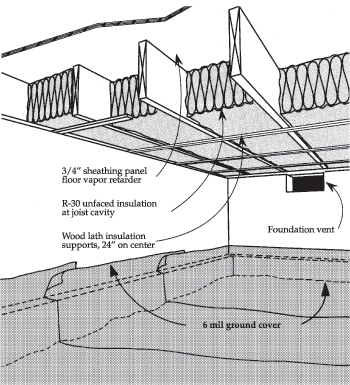 3/4" sheathing panel
floor vapor retarder
R-30 unfaced insulation
at joist cavity
Wood lath insulation
supports, 24" on center
Foundation vent
6 mil ground cover